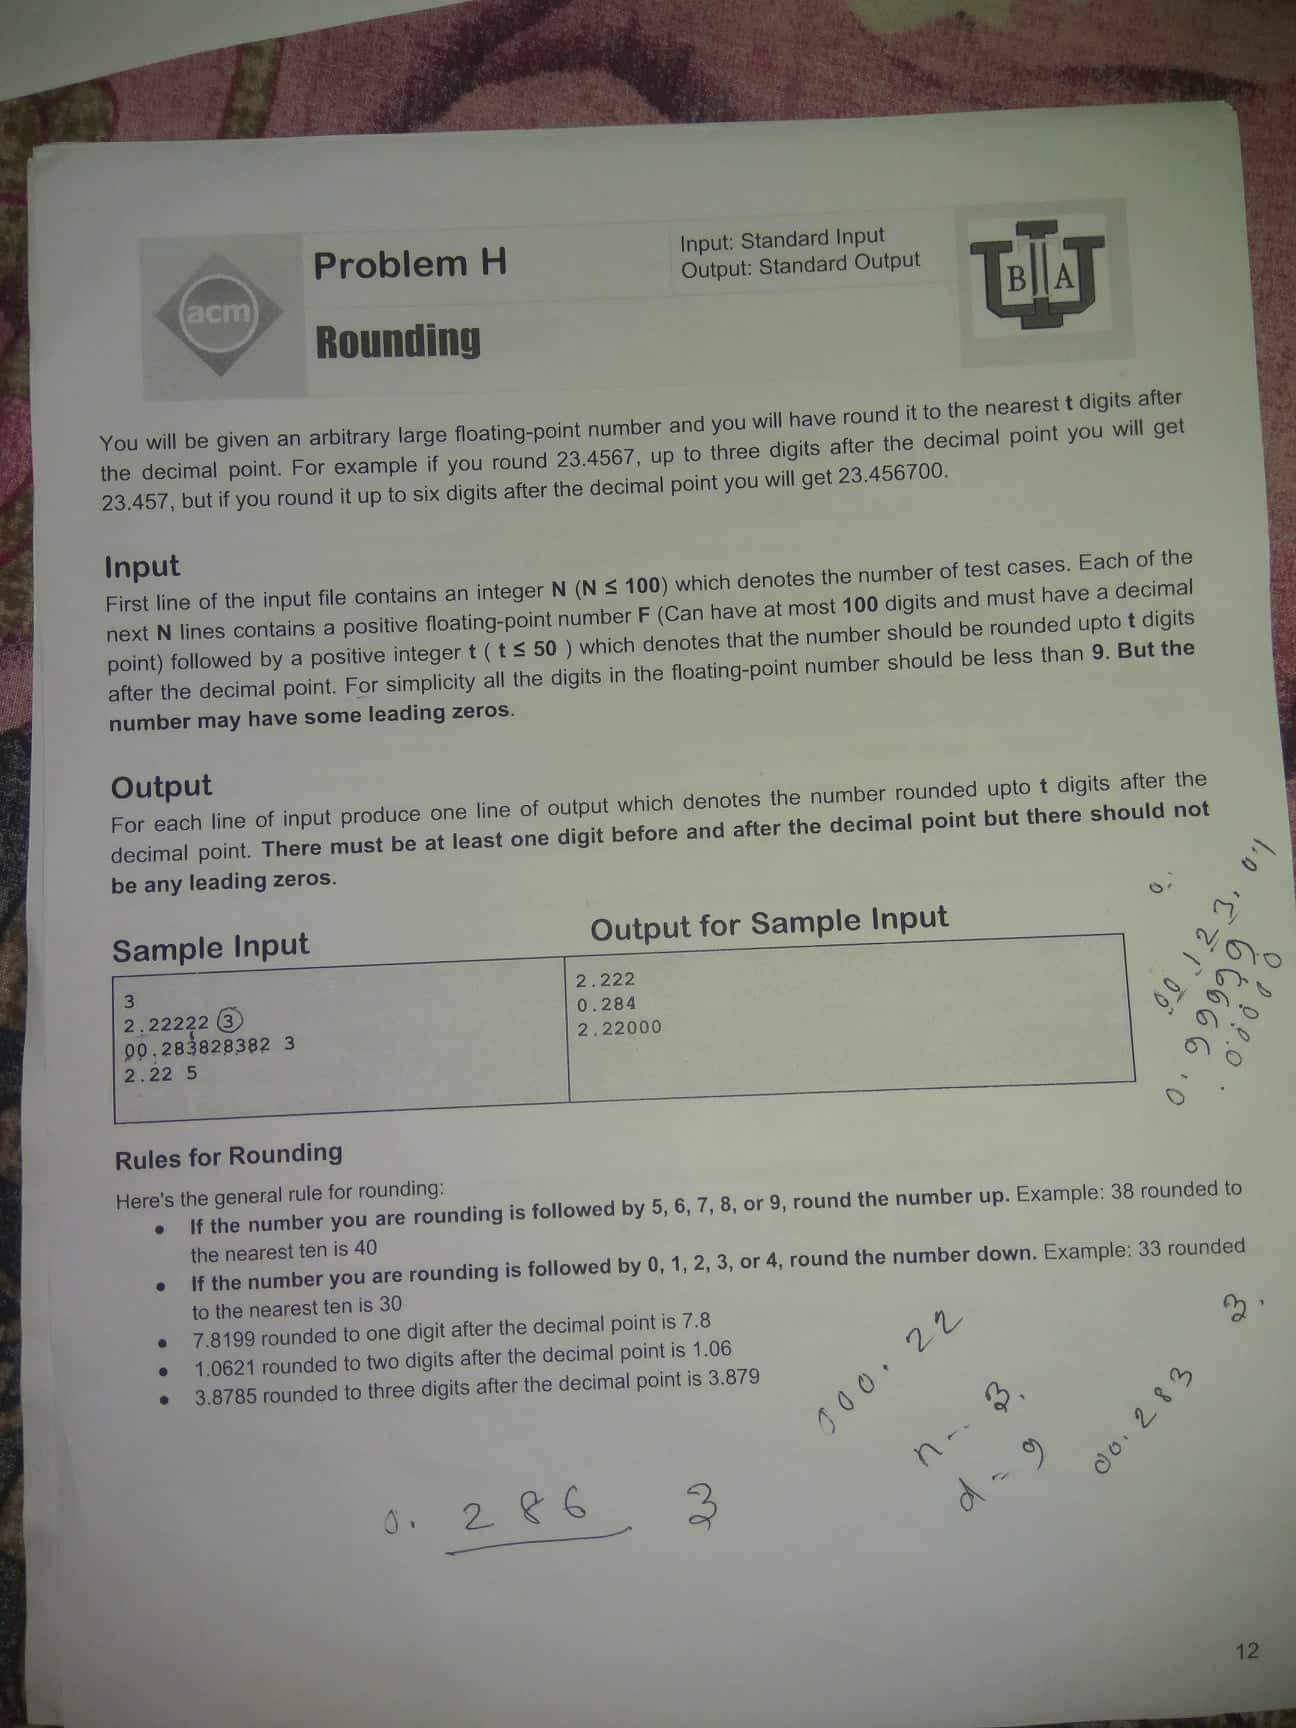 acm
Problem H
Input: Standard Input
Output: Standard Output
IIUBA
Rounding
You will be given an arbitrary large floating-point number and you will have round it to the nearest t digits after
the decimal point. For example if you round 23.4567, up to three digits after the decimal point you will get
23.457, but if you round it up to six digits after the decimal point you will get 23.456700.
Input
First line of the input file contains an integer N (N ≤ 100) which denotes the number of test cases. Each of the
next N lines contains a positive floating-point number F (Can have at most 100 digits and must have a decimal
point) followed by a positive integer t ( t ≤ 50 ) which denotes that the number should be rounded upto t digits
after the decimal point. For simplicity all the digits in the floating-point number should be less than 9. But the
number may have some leading zeros.
Output
For each line of input produce one line of output which denotes the number rounded upto t digits after the
decimal point. There must be at least one digit before and after the decimal point but there should not
be any leading zeros.
Sample Input
Output for Sample Input
3
2.22222 3
00.283828382 3
2.22 5
2.222
0.284
2.22000
Rules for Rounding
Here's the general rule for rounding:
• If the number you are rounding is followed by 5, 6, 7, 8, or 9, round the number up. Example: 38 rounded to
the nearest ten is 40
• If the number you are rounding is followed by 0, 1, 2, 3, or 4, round the number down. Example: 33 rounded
to the nearest ten is 30
• 7.8199 rounded to one digit after the decimal point is 7.8
• 1.0621 rounded to two digits after the decimal point is 1.06
• 3.8785 rounded to three digits after the decimal point is 3.879
000.22
n - 3.
d - 9
00.283
3.
0.286 3
12